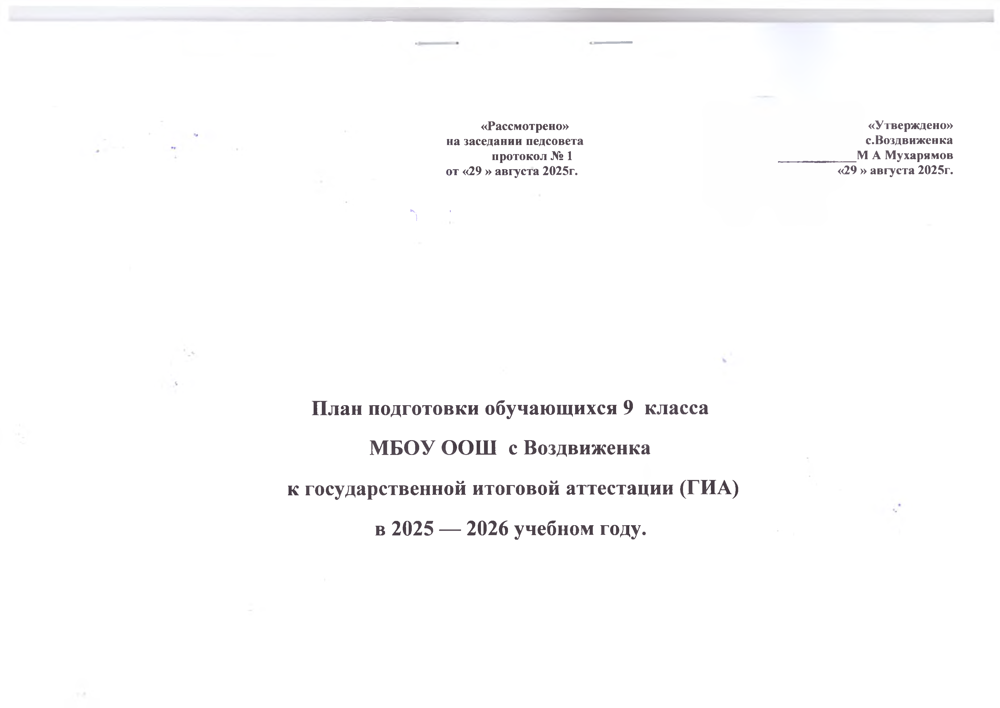 «Рассмотрено»
на заседании педсовета
протокол № 1
от «29 » августа 2025г.
«Утверждено»
с.Воздвиженка
____________М А Мухарямов
«29 » августа 2025г.
План подготовки обучающихся 9 класса
МБОУ ООШ с Воздвиженка
к государственной итоговой аттестации (ГИА)
в 2025 — 2026 учебном году.